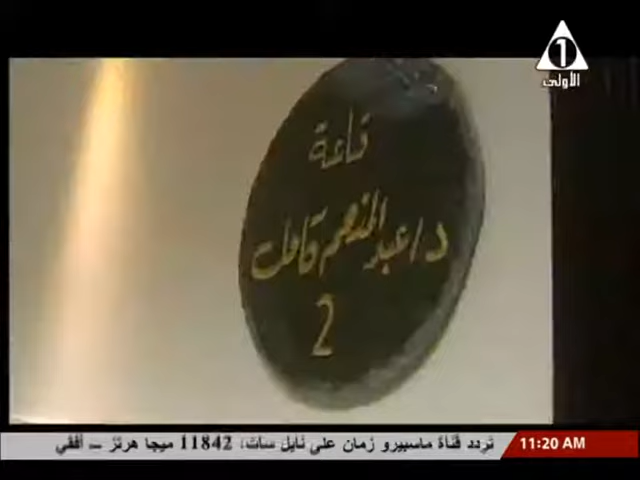 1
الأولى
قاعة
د/ عبد المنعم كامل
2
تردد قناة ماسبيرو زمان على نايل سات، 11842 ميجا هرتز ــ أفقي
11:20 AM